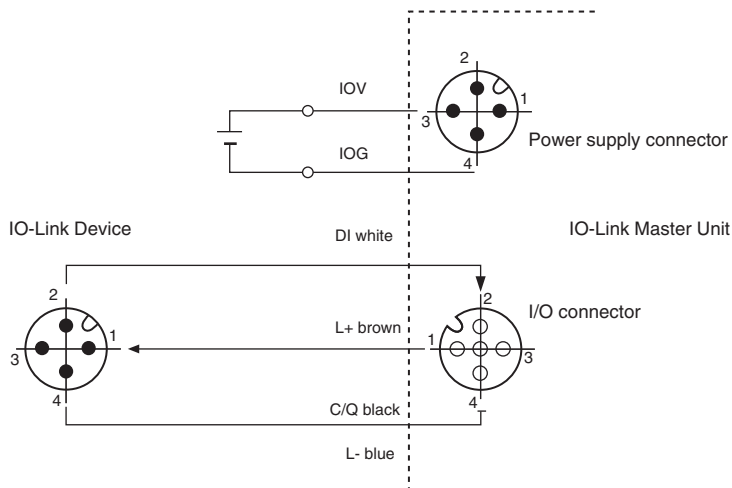 2
IOV
1
3
Power supply connector
IOG
4
IO-Link Device
IO-Link Master Unit
DI white
2
2
I/O connector
L+ brown
1
1
3
3
4
4
C/Q black
L- blue